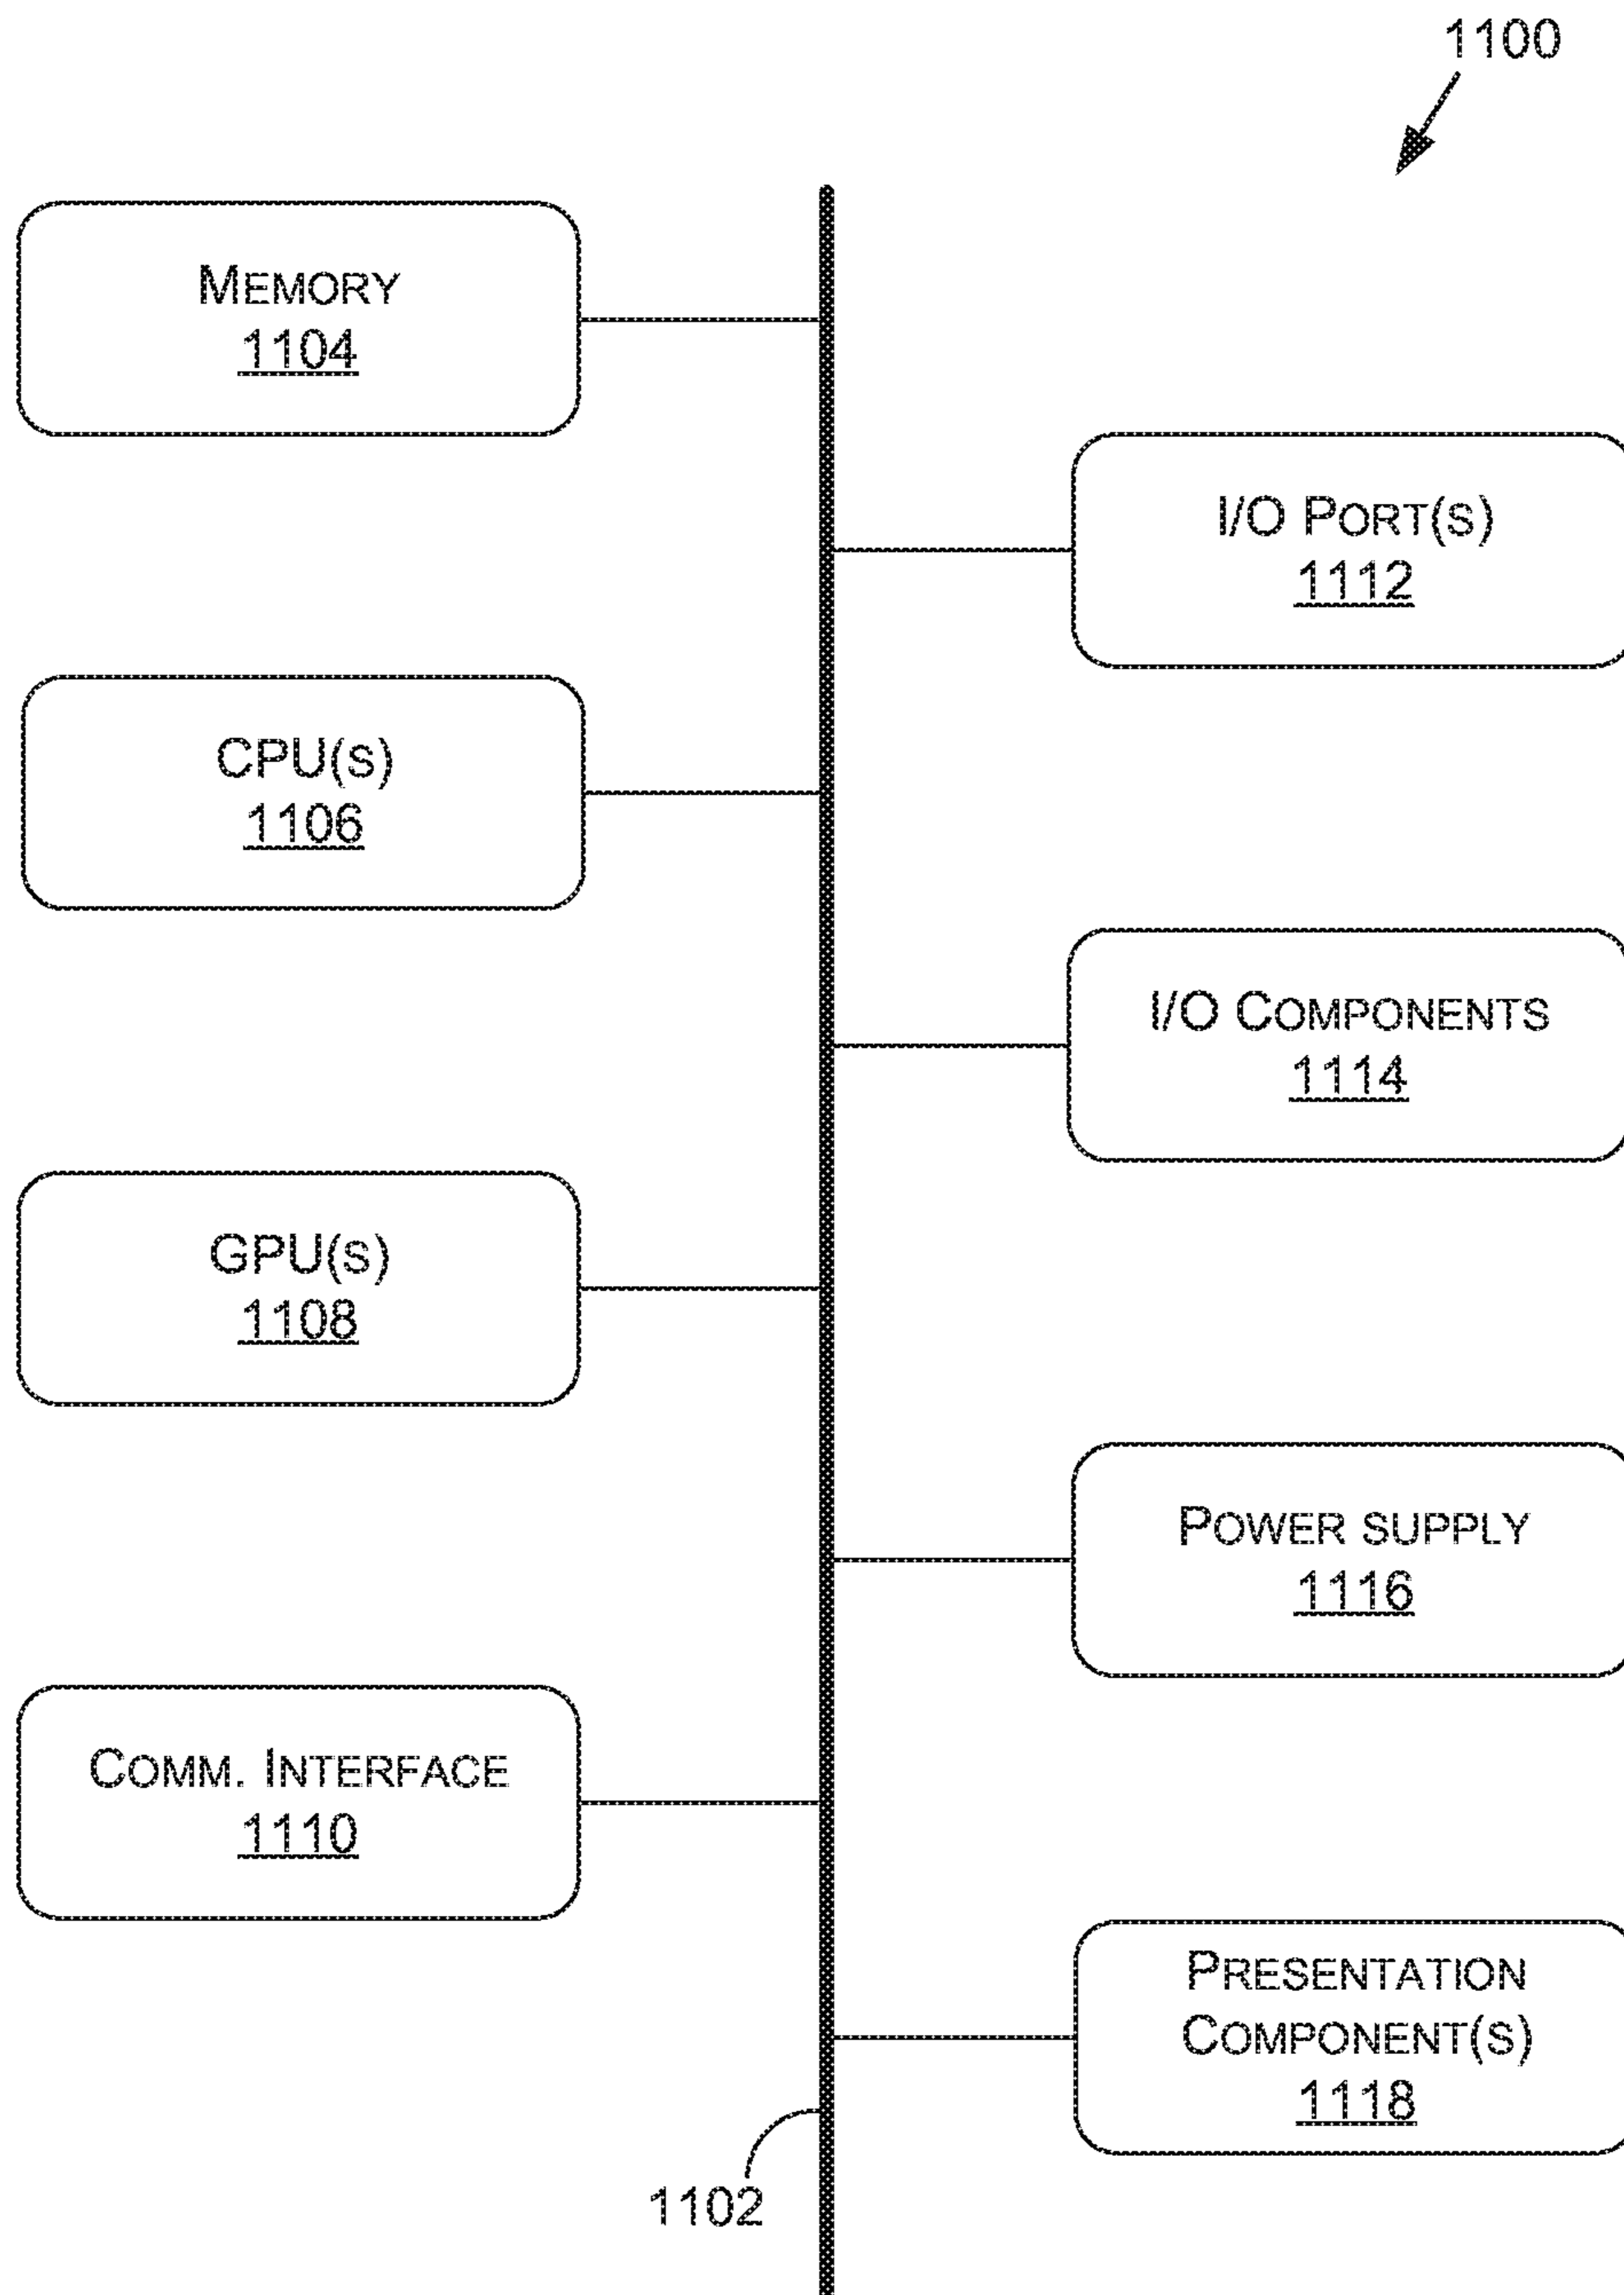 1100
MEMORY
1104
I/O PORT(S)
1112
CPU(S)
1106
I/O COMPONENTS
1114
GPU(S)
1108
POWER SUPPLY
1116
COMM. INTERFACE
1110
PRESENTATION
COMPONENT(S)
1118
1102